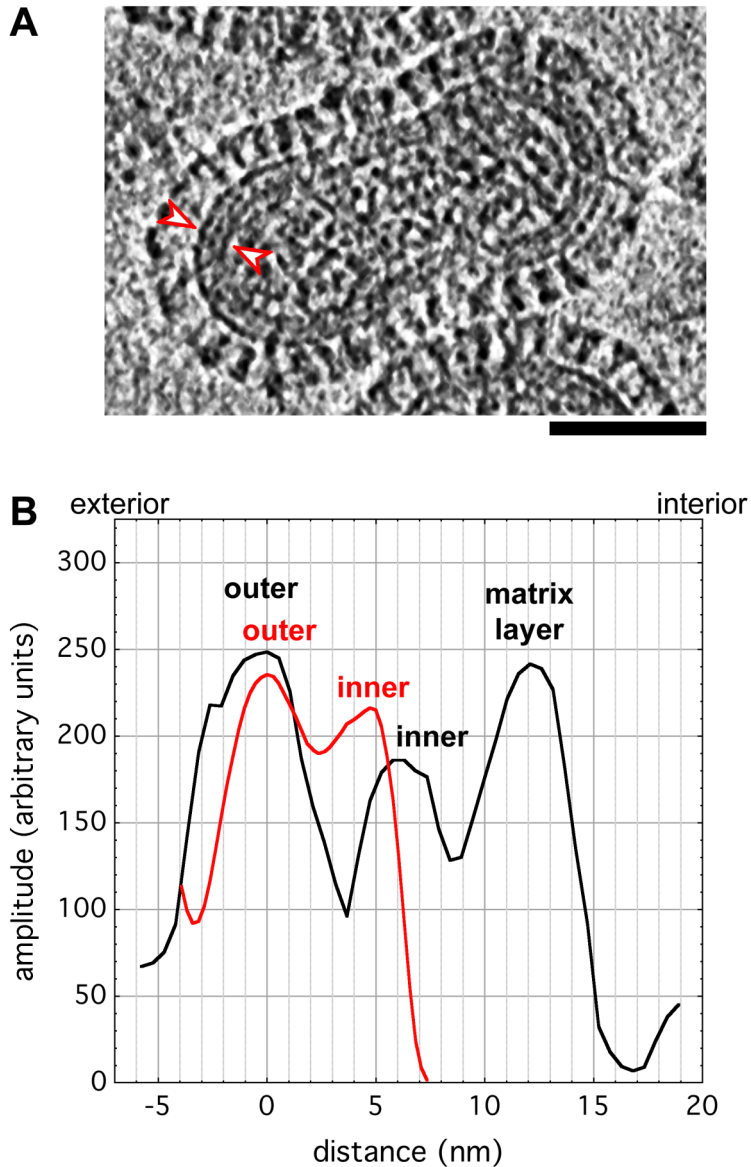 A
B
exterior
interior
300
250
200
150
100
50
0
amplitude (arbitrary units)
outer
outer
inner
inner
matrix
layer
-5
0
5
10
15
20
distance (nm)